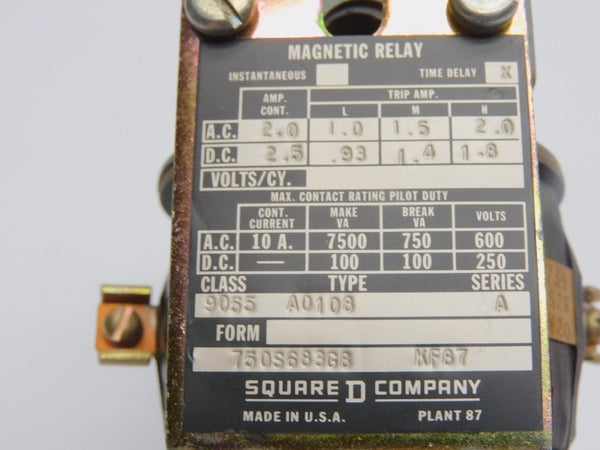 MAGNETIC RELAY
INSTANTANEOUS TIME DELAY X
AMP. CONT. TRIP AMP.
L M H
A.C. 2.0 1.0 1.5 2.0
D.C. 2.5 .93 1.4 1.8
VOLTS/CY.
MAX. CONTACT RATING PILOT DUTY
CONT. CURRENT MAKE VA BREAK VA VOLTS
A.C. 10 A. 7500 750 600
D.C. — 100 100 250
CLASS TYPE SERIES
9055 AO108 A
FORM
750S683G8 KF87
SQUARE D COMPANY
MADE IN U.S.A. PLANT 87